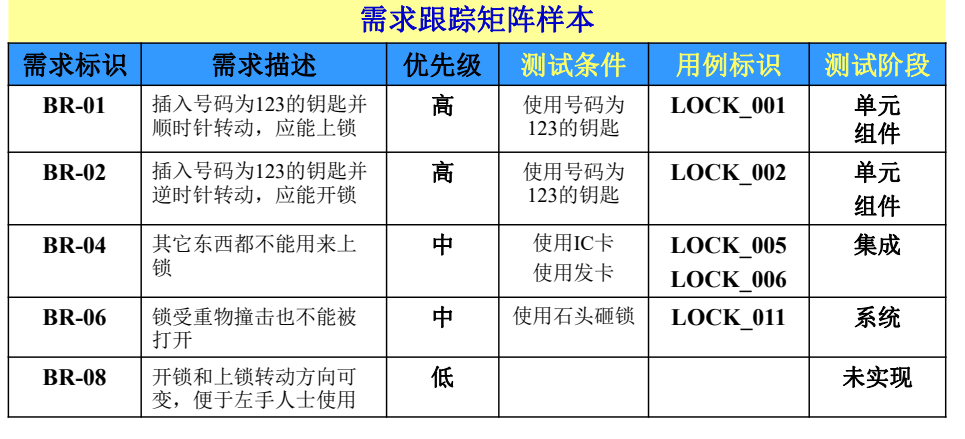 需求跟踪矩阵样本
需求标识 需求描述 优先级 测试条件 用例标识 测试阶段
BR-01 插入号码为123的钥匙并 高 使用号码为 LOCK_001 单元
顺时针转动，应能上锁 123的钥匙 组件
BR-02 插入号码为123的钥匙并 高 使用号码为 LOCK_002 单元
逆时针转动，应能开锁 123的钥匙 组件
BR-04 其它东西都不能用来上 中 使用IC卡 LOCK_005 集成
锁 使用发卡 LOCK_006
BR-06 锁受重物撞击也不能被 中 使用石头砸锁 LOCK_011 系统
打开
BR-08 开锁和上锁转动方向可 低 未实现
变，便于左手人士使用